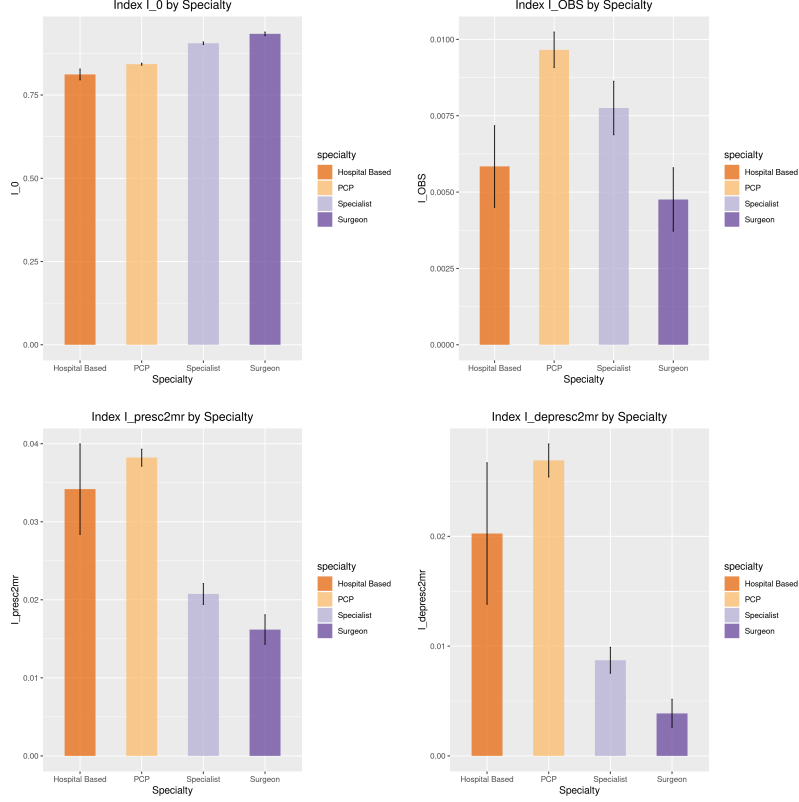 Index I_0 by Specialty
I_0
0.75
0.50
0.25
0.00
Hospital Based PCP Specialist Surgeon
Specialty
specialty
Hospital Based
PCP
Specialist
Surgeon
Index I_OBS by Specialty
I_OBS
0.0100
0.0075
0.0050
0.0025
0.0000
Hospital Based PCP Specialist Surgeon
Specialty
specialty
Hospital Based
PCP
Specialist
Surgeon
Index I_presc2mr by Specialty
I_presc2mr
0.04
0.03
0.02
0.01
0.00
Hospital Based PCP Specialist Surgeon
Specialty
specialty
Hospital Based
PCP
Specialist
Surgeon
Index I_depresc2mr by Specialty
I_depresc2mr
0.02
0.01
0.00
Hospital Based PCP Specialist Surgeon
Specialty
specialty
Hospital Based
PCP
Specialist
Surgeon